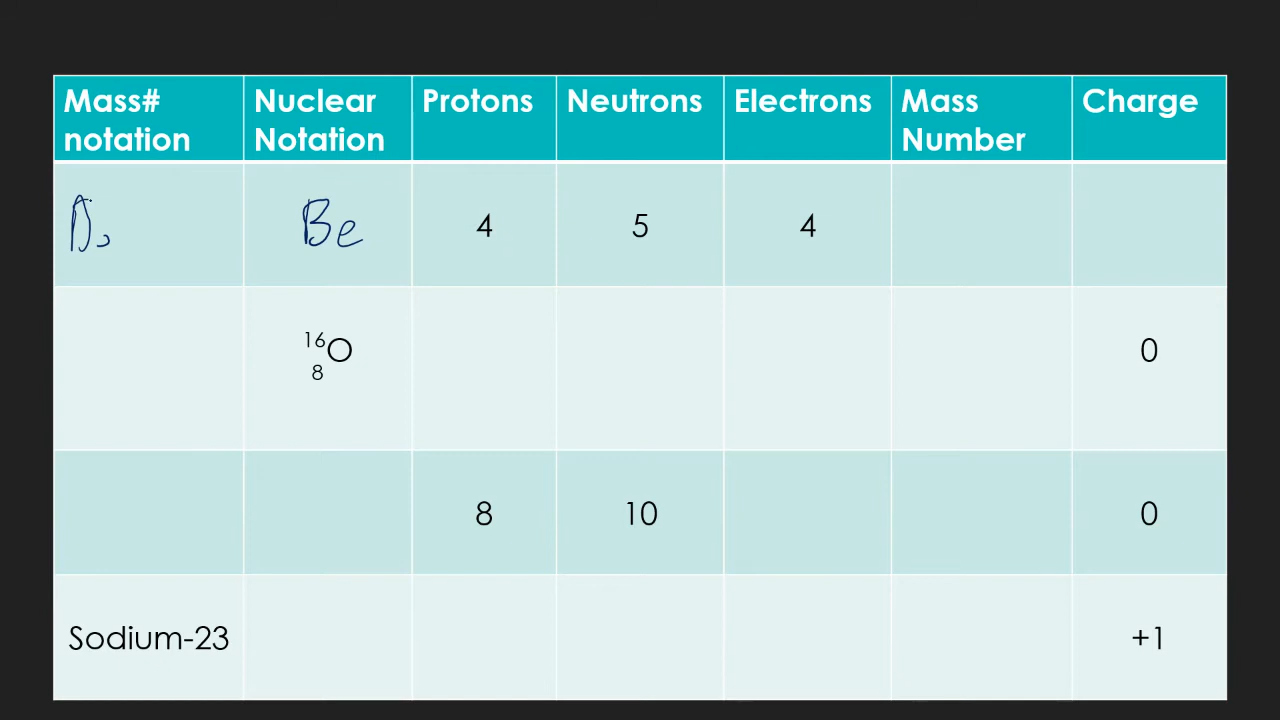 Mass# notation Nuclear Notation Protons Neutrons Electrons Mass Number Charge
Be 4 5 4
16 8 O 0
8 10 0
Sodium-23 +1